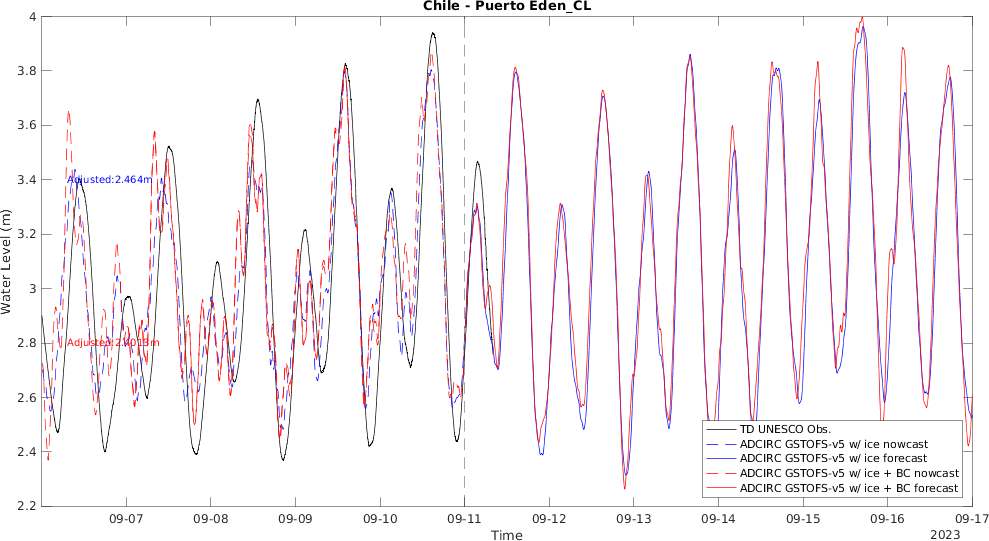 Chile - Puerto Eden_CL
4
3.8
3.6
3.4
3.2
3
2.8
2.6
2.4
2.2
Water Level (m)
Adjusted:2.464m
TD UNESCO Obs.
ADCIRC GSTOFS-v5 w/ ice nowcast
ADCIRC GSTOFS-v5 w/ ice forecast
ADCIRC GSTOFS-v5 w/ ice + BC nowcast
ADCIRC GSTOFS-v5 w/ ice + BC forecast
09-07 09-08 09-09 09-10 09-11 09-12 09-13 09-14 09-15 09-16 09-17
Time
2023